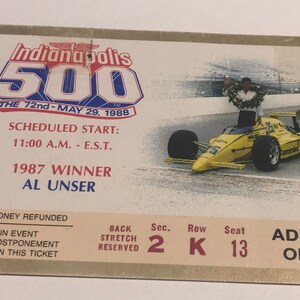 Indianapolis
500
THE 72nd - MAY 29, 1988
SCHEDULED START:
11:00 A.M. - E.S.T.
1987 WINNER
AL UNSER
ONEY REFUNDED
IN EVENT
OSTPONEMENT
N THIS TICKET
BACK
STRETCH
RESERVED
Sec.
2
Row
K
Seat
13
AD
O